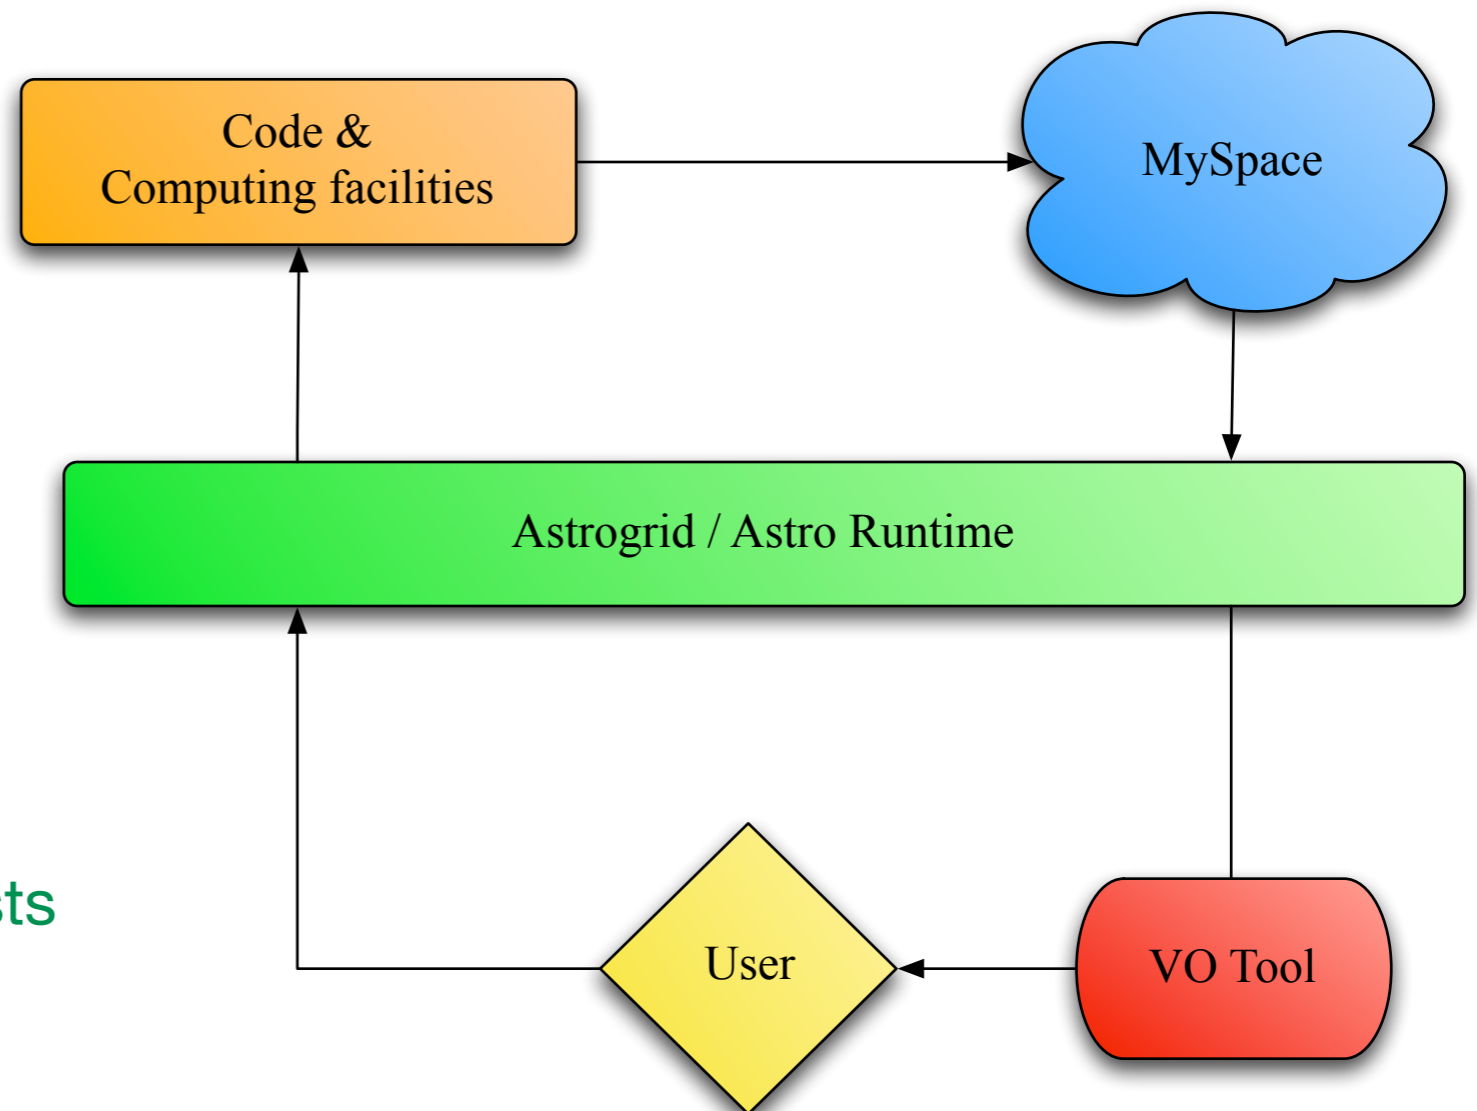 Code &
Computing facilities
MySpace
Astrogrid / Astro Runtime
User
VO Tool